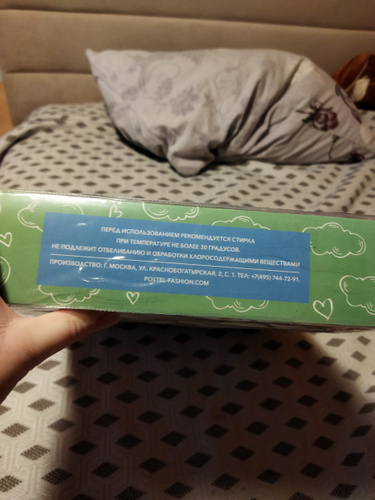 ПЕРЕД ИСПОЛЬЗОВАНИЕМ РЕКОМЕНДУЕТСЯ СТИРКА
ПРИ ТЕМПЕРАТУРЕ НЕ БОЛЕЕ 30 ГРАДУСОВ.
НЕ ПОДЛЕЖИТ ОТБЕЛИВАНИЮ И ОБРАБОТКИ ХЛОРОСОДЕРЖАЩИМИ ВЕЩЕСТВАМИ
ПРОИЗВОДСТВО: Г. МОСКВА, УЛ. КРАСНОБОГАТЫРСКАЯ, 2, С. 1. ТЕЛ: +7(495) 744-72-91.
POSTEL-FASHION.COM